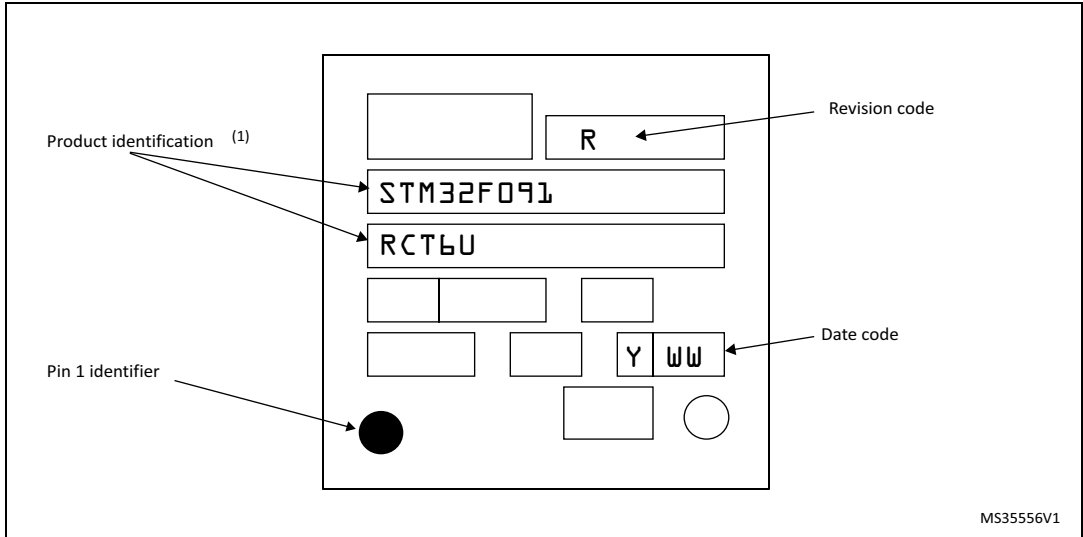 Revision code
R
Product identification (1)
STM32F091
RCT6U
Date code
Y WW
Pin 1 identifier
MS35556V1